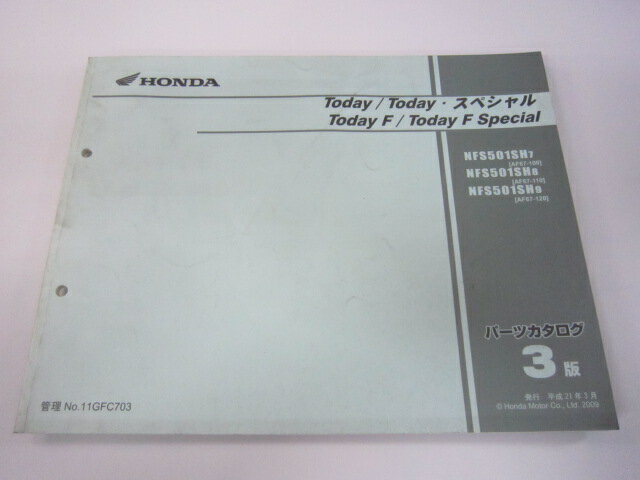 HONDA
Today / Today・スペシャル
Today F / Today F Special
NFS501SH7
[AF67-100]
NFS501SH8
[AF67-110]
NFS501SH9
[AF67-120]
パーツカタログ
3版
管理 No.11GFC703
発行 平成21年3月
© Honda Motor Co., Ltd. 2009